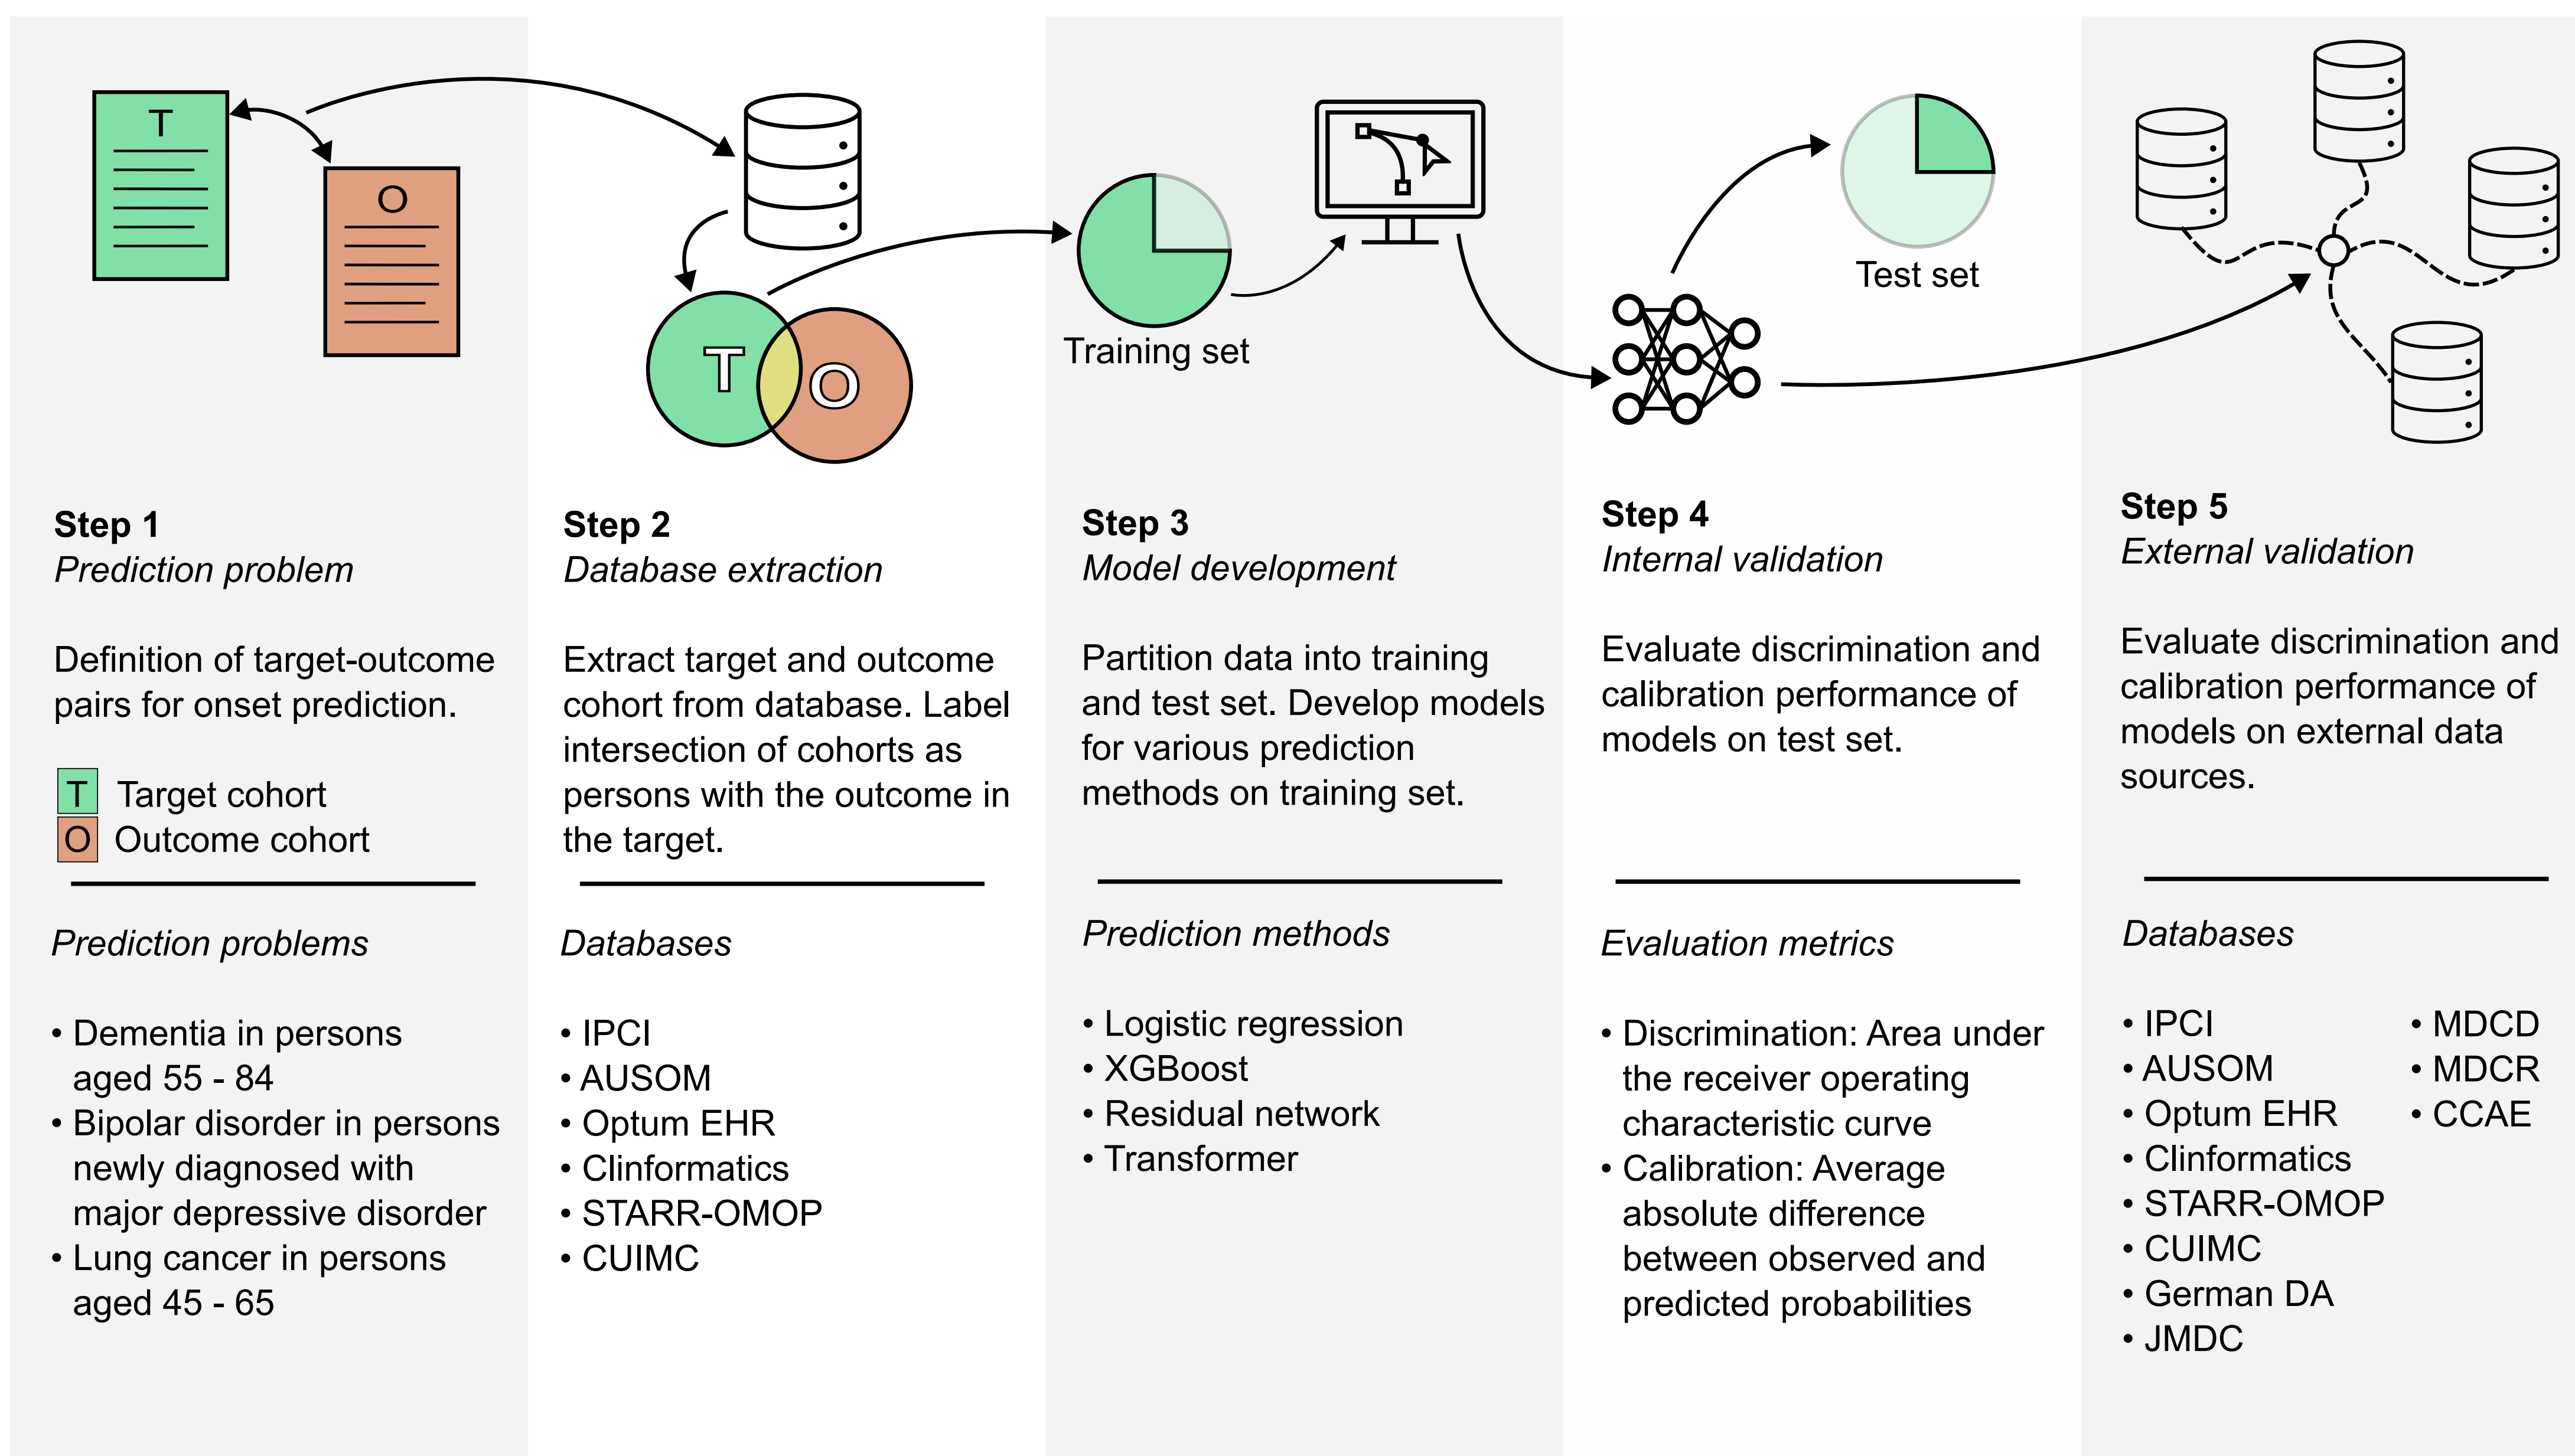 T
O
T
O
Training set
Test set
Step 1
Prediction problem
Definition of target-outcome
pairs for onset prediction.
T Target cohort
O Outcome cohort
Prediction problems
• Dementia in persons
aged 55 - 84
• Bipolar disorder in persons
newly diagnosed with
major depressive disorder
• Lung cancer in persons
aged 45 - 65
Step 2
Database extraction
Extract target and outcome
cohort from database. Label
intersection of cohorts as
persons with the outcome in
the target.
Databases
• IPCI
• AUSOM
• Optum EHR
• Clinformatics
• STARR-OMOP
• CUIMC
Step 3
Model development
Partition data into training
and test set. Develop models
for various prediction
methods on training set.
Prediction methods
• Logistic regression
• XGBoost
• Residual network
• Transformer
Step 4
Internal validation
Evaluate discrimination and
calibration performance of
models on test set.
Evaluation metrics
• Discrimination: Area under
the receiver operating
characteristic curve
• Calibration: Average
absolute difference
between observed and
predicted probabilities
Step 5
External validation
Evaluate discrimination and
calibration performance of
models on external data
sources.
Databases
• IPCI
• AUSOM
• Optum EHR
• Clinformatics
• STARR-OMOP
• CUIMC
• German DA
• JMDC
• MDCD
• MDCR
• CCAE